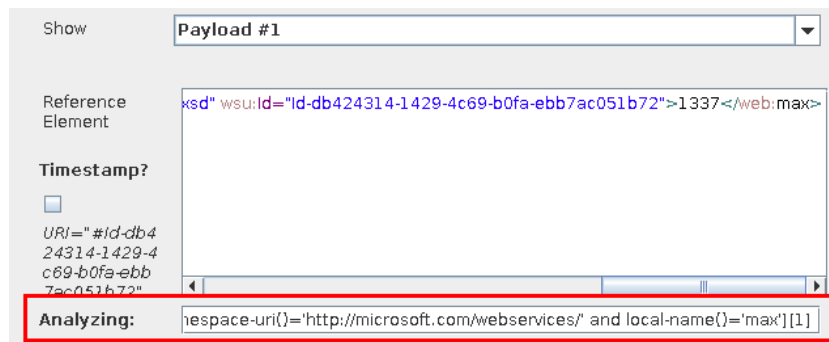 Show
Payload #1
Reference
Element
xsd" wsu:Id="Id-db424314-1429-4c69-b0fa-ebb7ac051b72">1337</web:max>
Timestamp?
URI="#Id-db4
24314-1429-4
c69-b0fa-ebb
7ac051b72"
Analyzing:
nespace-uri()='http://microsoft.com/webservices/' and local-name()='max'][1]